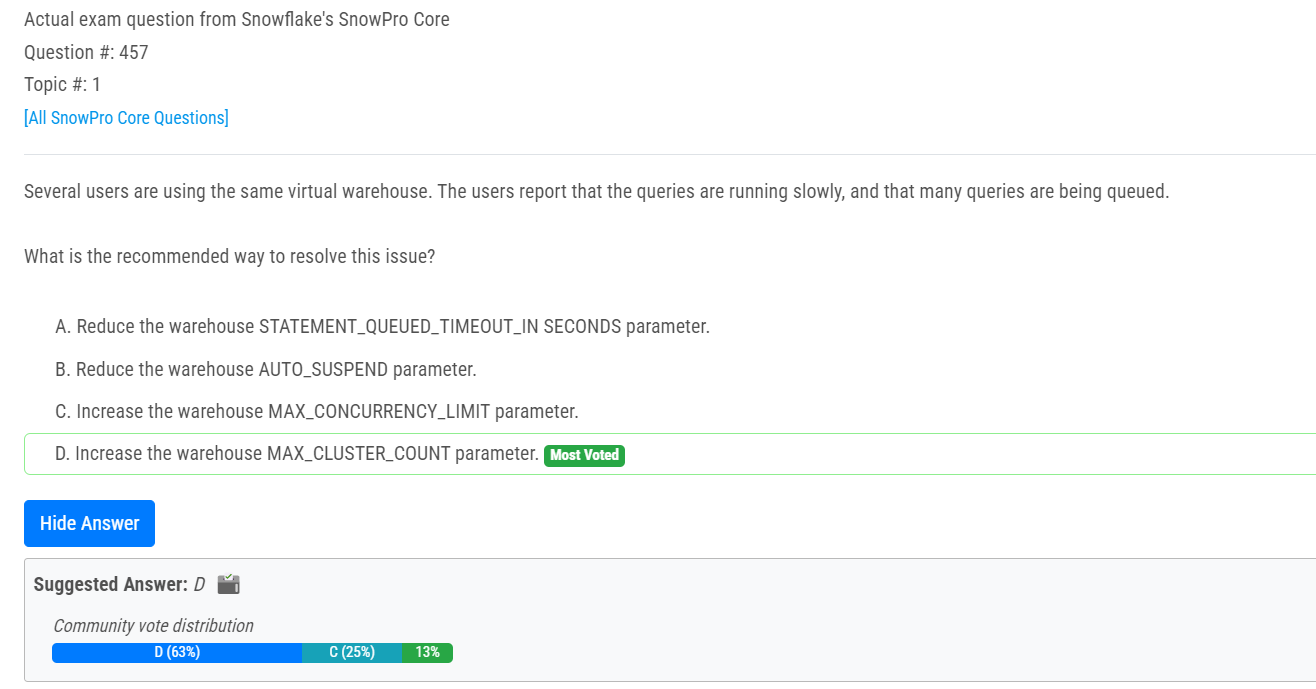 Actual exam question from Snowflake's SnowPro Core
Question #: 457
Topic #: 1
[All SnowPro Core Questions]
Several users are using the same virtual warehouse. The users report that the queries are running slowly, and that many queries are being queued.
What is the recommended way to resolve this issue?
A. Reduce the warehouse STATEMENT_QUEUED_TIMEOUT_IN SECONDS parameter.
B. Reduce the warehouse AUTO_SUSPEND parameter.
C. Increase the warehouse MAX_CONCURRENCY_LIMIT parameter.
D. Increase the warehouse MAX_CLUSTER_COUNT parameter. Most Voted
Hide Answer
Suggested Answer: D
Community vote distribution
D (63%) C (25%) 13%